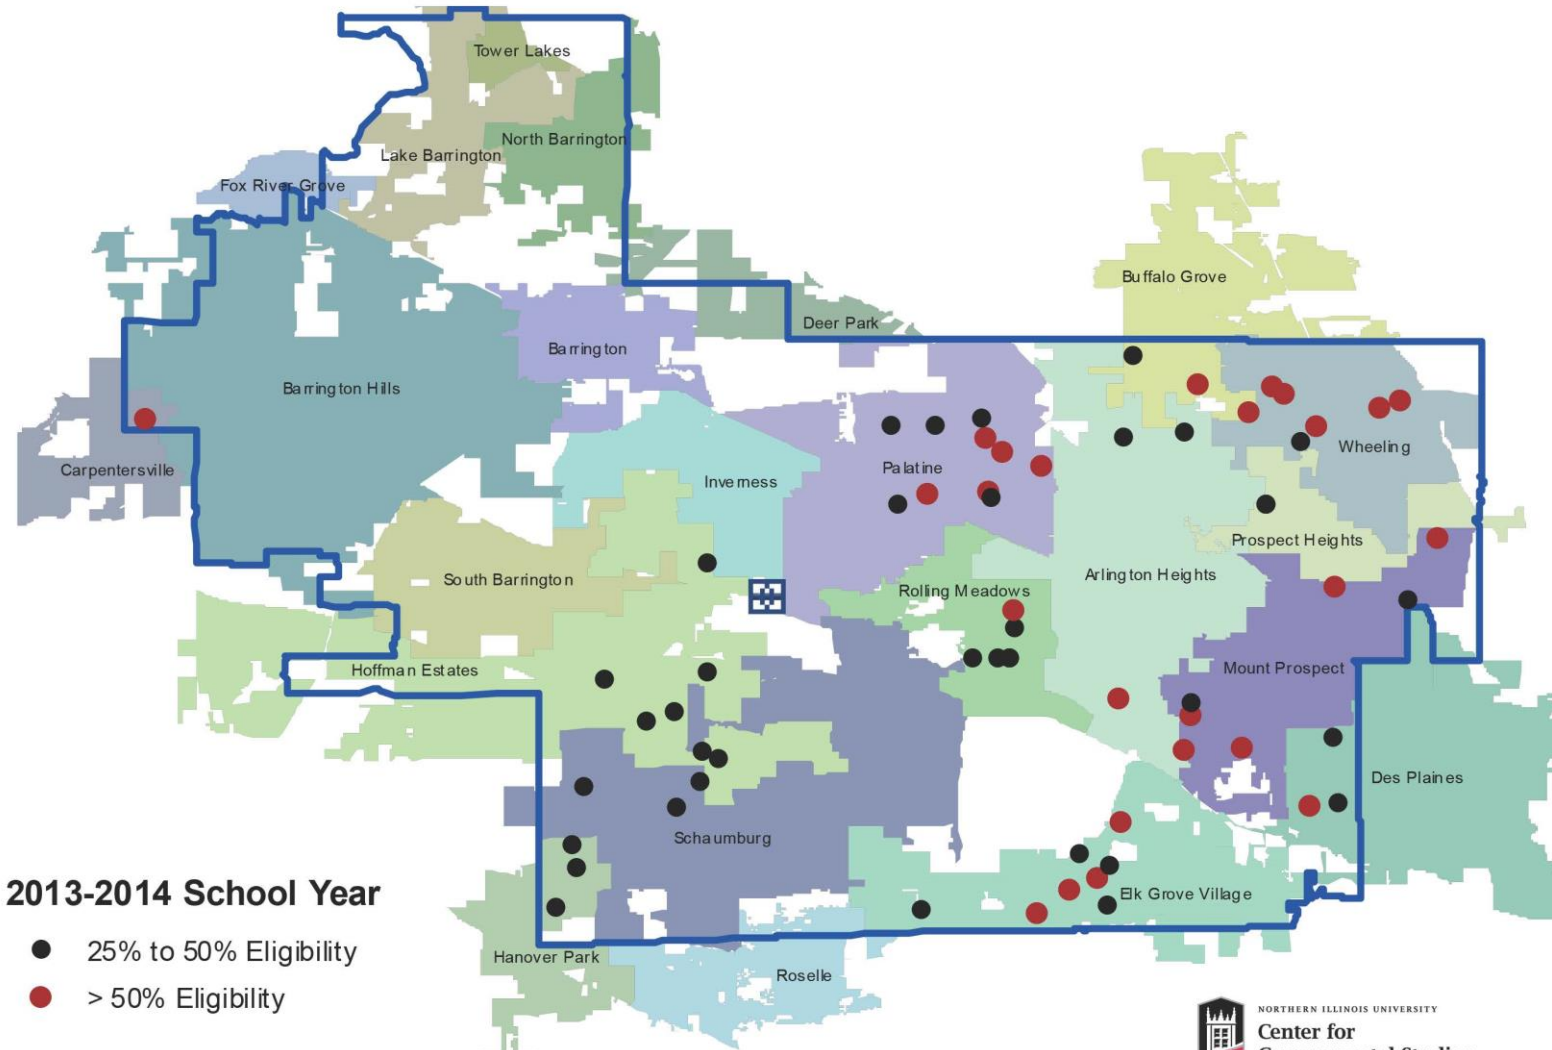 Tower Lakes
North Barrington
Lake Barrington
Fox River Grove
Buffalo Grove
Deer Park
Barrington
Barrington Hills
Carpentersville
Wheeling
Palatine
Inverness
Prospect Heights
South Barrington
Rolling Meadows
Arlington Heights
Hoffman Estates
Mount Prospect
Des Plaines
Schaumburg
Elk Grove Village
Hanover Park
Roselle
2013-2014 School Year
25% to 50% Eligibility
> 50% Eligibility
NORTHERN ILLINOIS UNIVERSITY
Center for